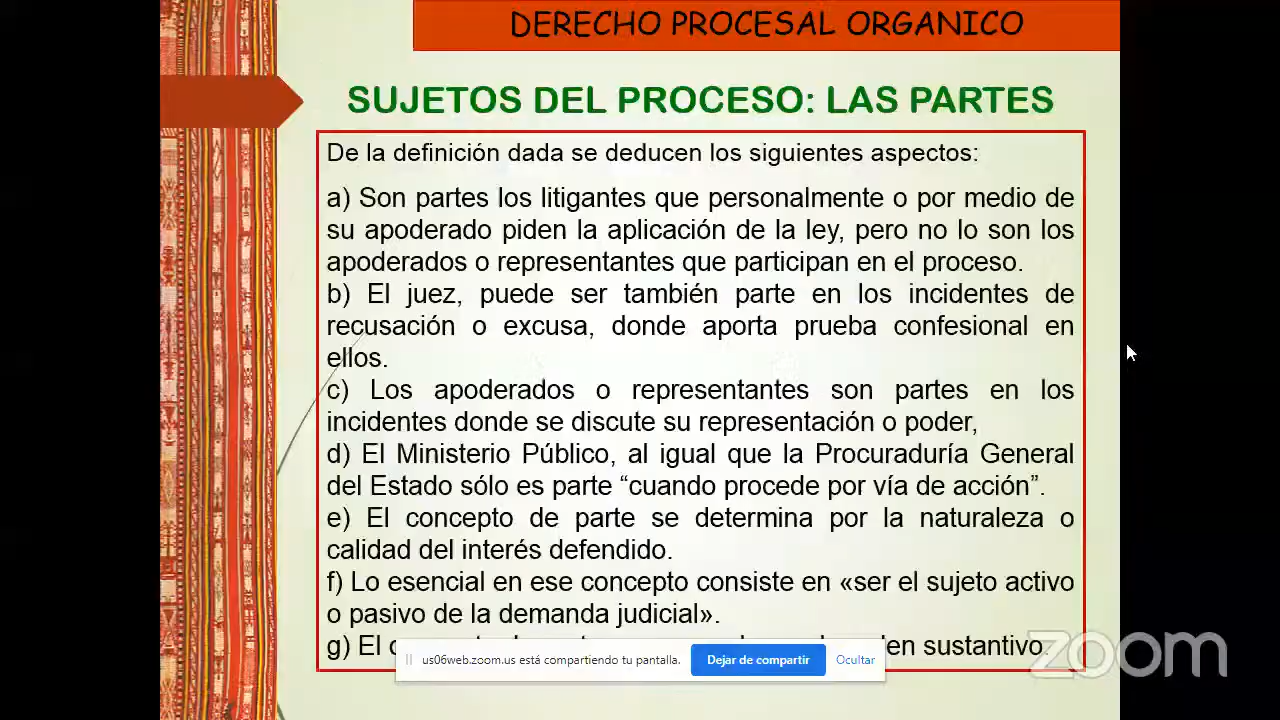 DERECHO PROCESAL ORGANICO
SUJETOS DEL PROCESO: LAS PARTES
De la definición dada se deducen los siguientes aspectos:
a) Son partes los litigantes que personalmente o por medio de
su apoderado piden la aplicación de la ley, pero no lo son los
apoderados o representantes que participan en el proceso.
b) El juez, puede ser también parte en los incidentes de
recusación o excusa, donde aporta prueba confesional en
ellos.
c) Los apoderados o representantes son partes en los
incidentes donde se discute su representación o poder,
d) El Ministerio Público, al igual que la Procuraduría General
del Estado sólo es parte “cuando procede por vía de acción”.
e) El concepto de parte se determina por la naturaleza o
calidad del interés defendido.
f) Lo esencial en ese concepto consiste en «ser el sujeto activo
o pasivo de la demanda judicial».
g) El sustantivo.
us06web.zoom.us está compartiendo tu pantalla.
Dejar de compartir
Ocultar
zoom